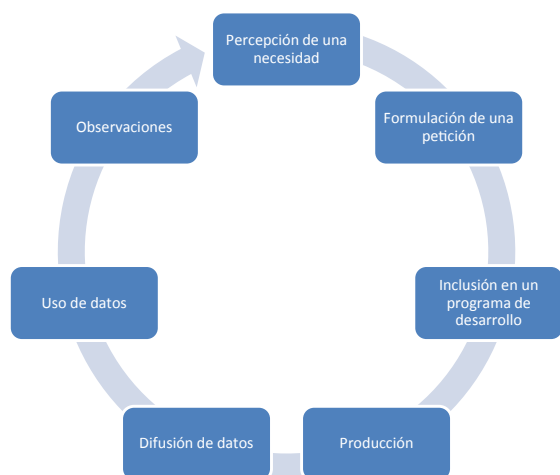 Percepción de una
necesidad
Formulación de una
petición
Inclusión en un
programa de
desarrollo
Producción
Difusión de datos
Uso de datos
Observaciones